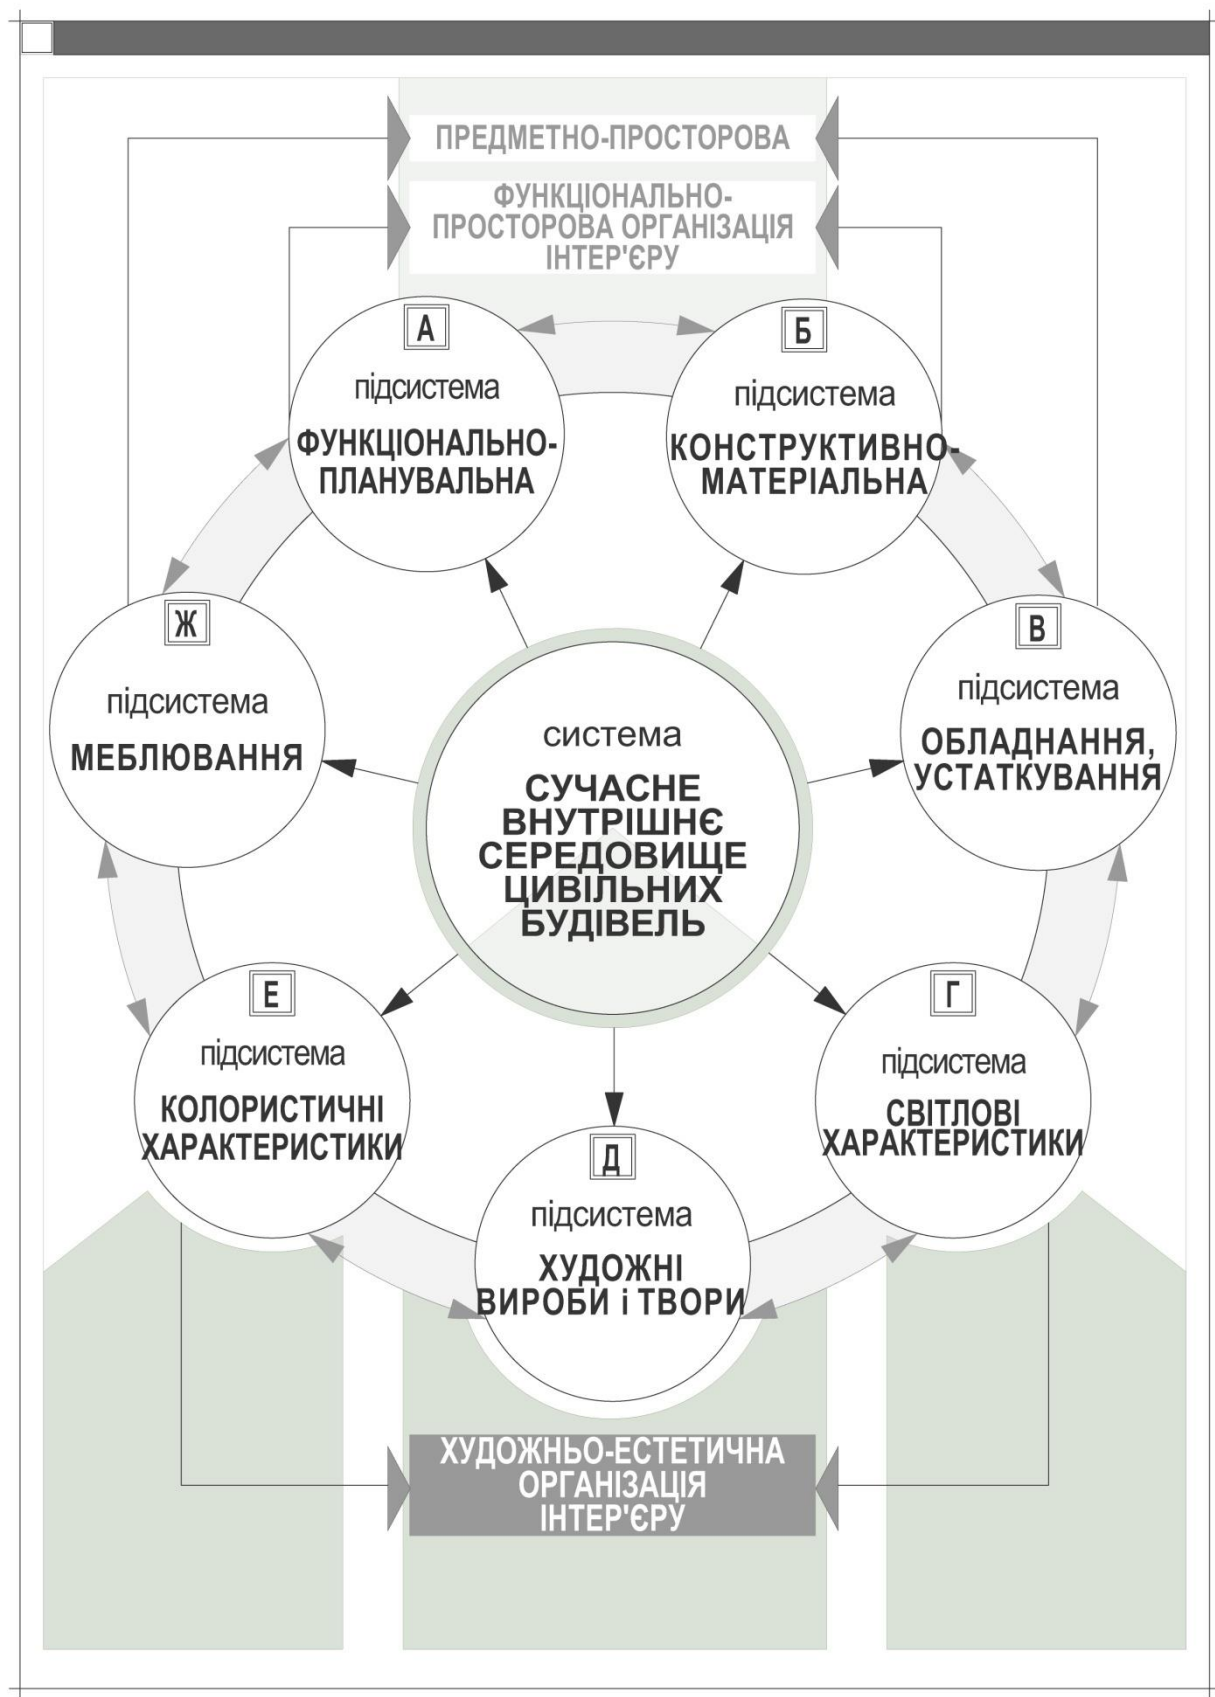 ПРЕДМЕТНО-ПРОСТОРОВА
ФУНКЦІОНАЛЬНО-
ПРОСТОРОВА ОРГАНІЗАЦІЯ
ІНТЕР'ЄРУ
А
підсистема
ФУНКЦІОНАЛЬНО-
ПЛАНУВАЛЬНА
Б
підсистема
КОНСТРУКТИВНО-
МАТЕРІАЛЬНА
Ж
підсистема
МЕБЛЮВАННЯ
В
підсистема
ОБЛАДНАННЯ,
УСТАТКУВАННЯ
система
СУЧАСНЕ
ВНУТРІШНЄ
СЕРЕДОВИЩЕ
ЦИВІЛЬНИХ
БУДІВЕЛЬ
Е
підсистема
КОЛОРИСТИЧНІ
ХАРАКТЕРИСТИКИ
Г
підсистема
СВІТЛОВІ
ХАРАКТЕРИСТИКИ
Д
підсистема
ХУДОЖНІ
ВИРОБИ і ТВОРИ
ХУДОЖНЬО-ЕСТЕТИЧНА
ОРГАНІЗАЦІЯ
ІНТЕР'ЄРУ